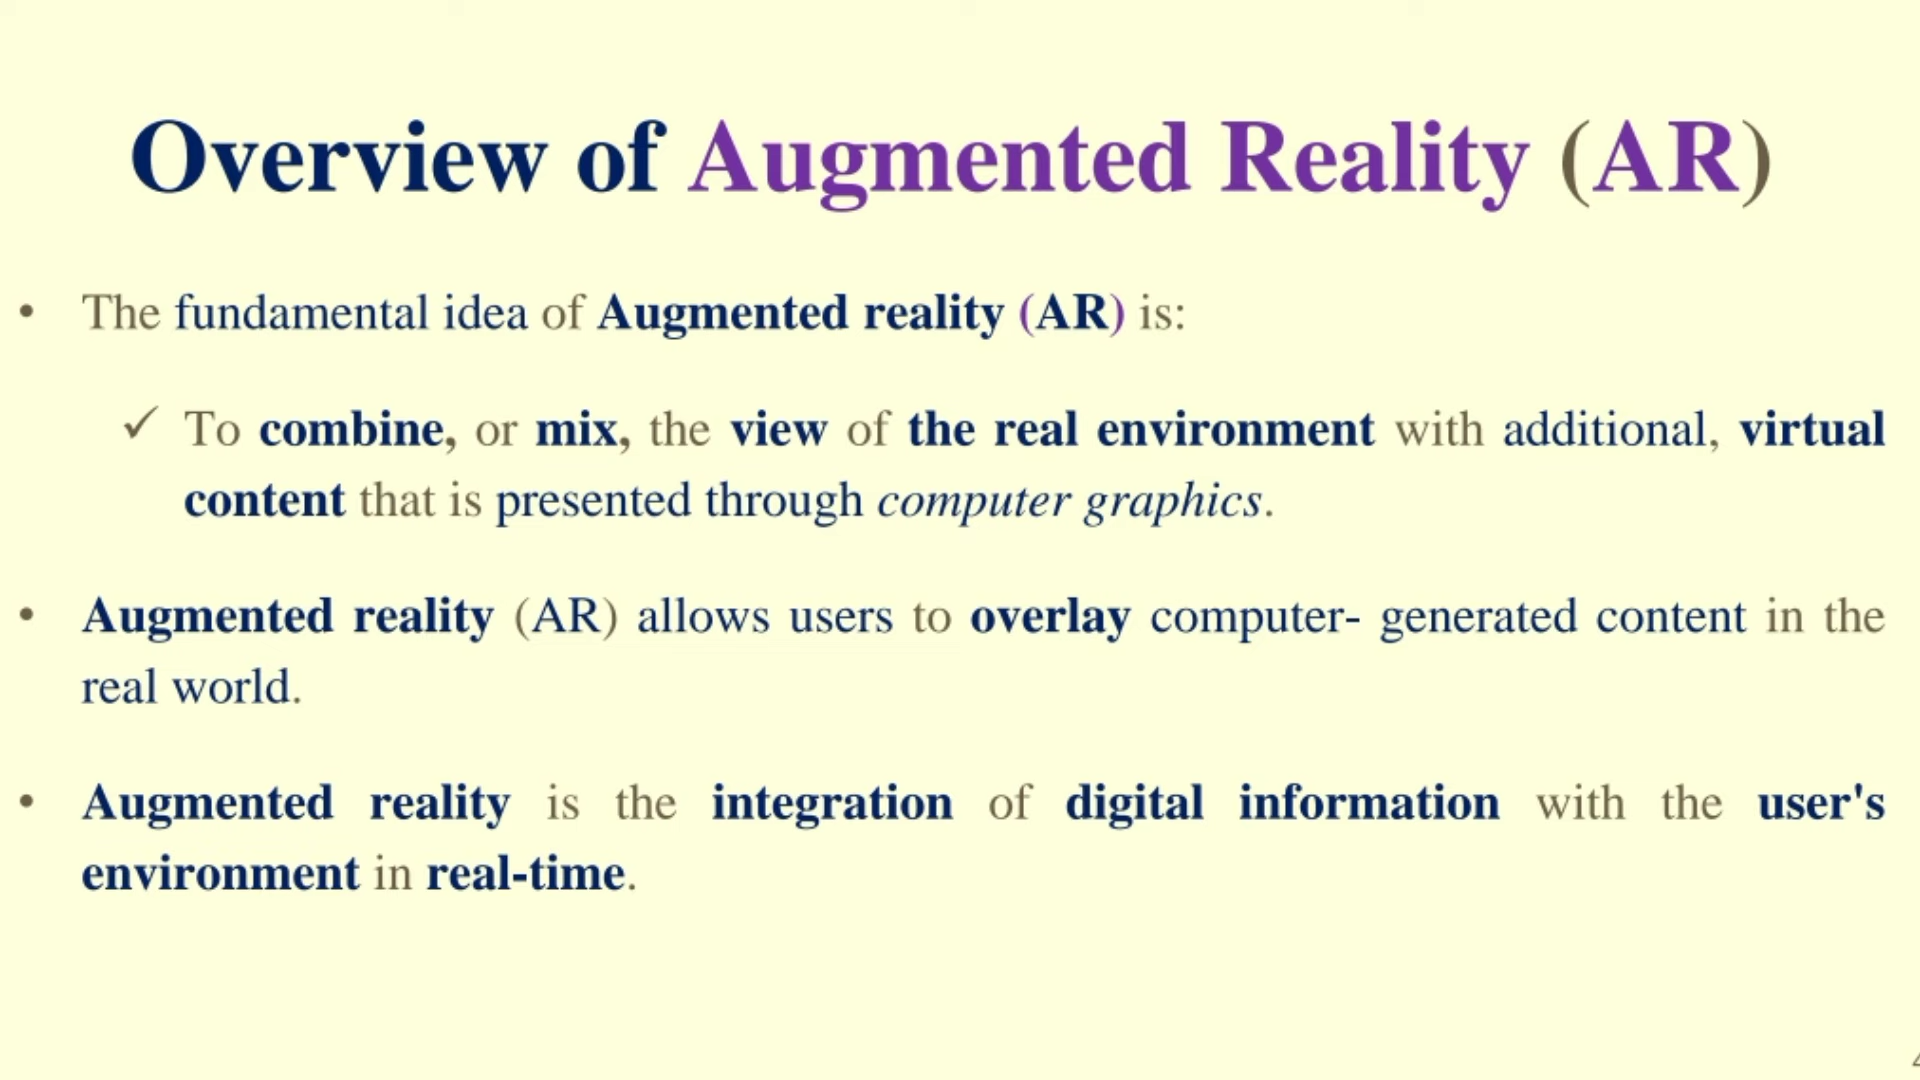 Overview of Augmented Reality (AR)
• The fundamental idea of Augmented reality (AR) is:
✓ To combine, or mix, the view of the real environment with additional, virtual
content that is presented through computer graphics.
• Augmented reality (AR) allows users to overlay computer- generated content in the
real world.
• Augmented reality is the integration of digital information with the user's
environment in real-time.